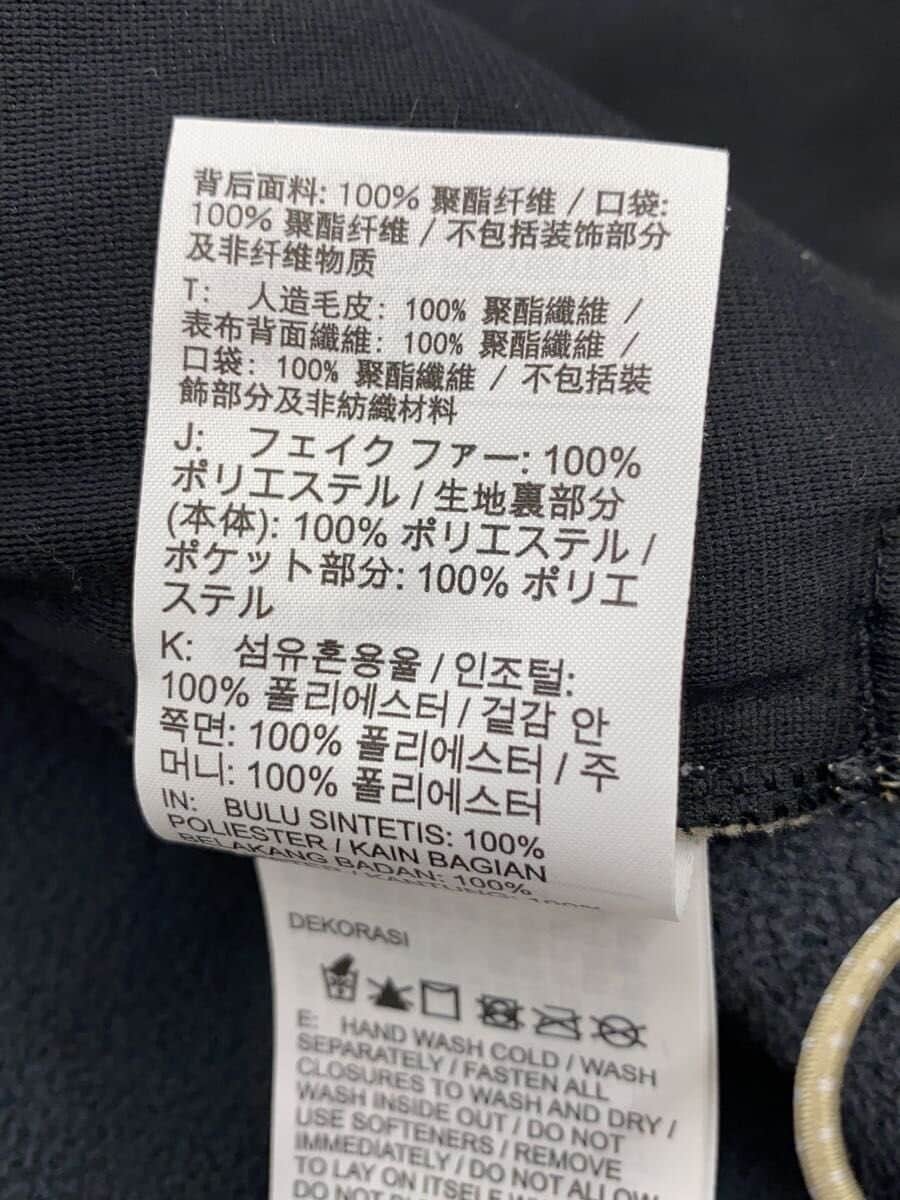 背后面料: 100% 聚酯纤维 / 口袋:
100% 聚酯纤维 / 不包括装饰部分
及非纤维物质
T: 人造毛皮: 100% 聚酯纖維 /
表布背面纖維: 100% 聚酯纖維 /
口袋: 100% 聚酯纖維 / 不包括裝
飾部分及非紡織材料
J: フェイクファー: 100%
ポリエステル / 生地裏部分
(本体): 100% ポリエステル /
ポケット部分: 100% ポリエ
ステル
K: 섬유혼용율 / 인조털:
100% 폴리에스터 / 겉감 안
쪽면: 100% 폴리에스터 / 주
머니: 100% 폴리에스터
IN: BULU SINTETIS: 100%
POLIESTER / KAIN BAGIAN
BELAKANG BADAN: 100%
/ KANTUNG: 100%
DEKORASI
E: HAND WASH COLD / WASH
SEPARATELY / FASTEN ALL
CLOSURES TO WASH AND DRY /
WASH INSIDE OUT / DO NOT
USE SOFTENERS / REMOVE
IMMEDIATELY / DO NOT ALLOW
TO LAY ON ITSELF
DO NOT